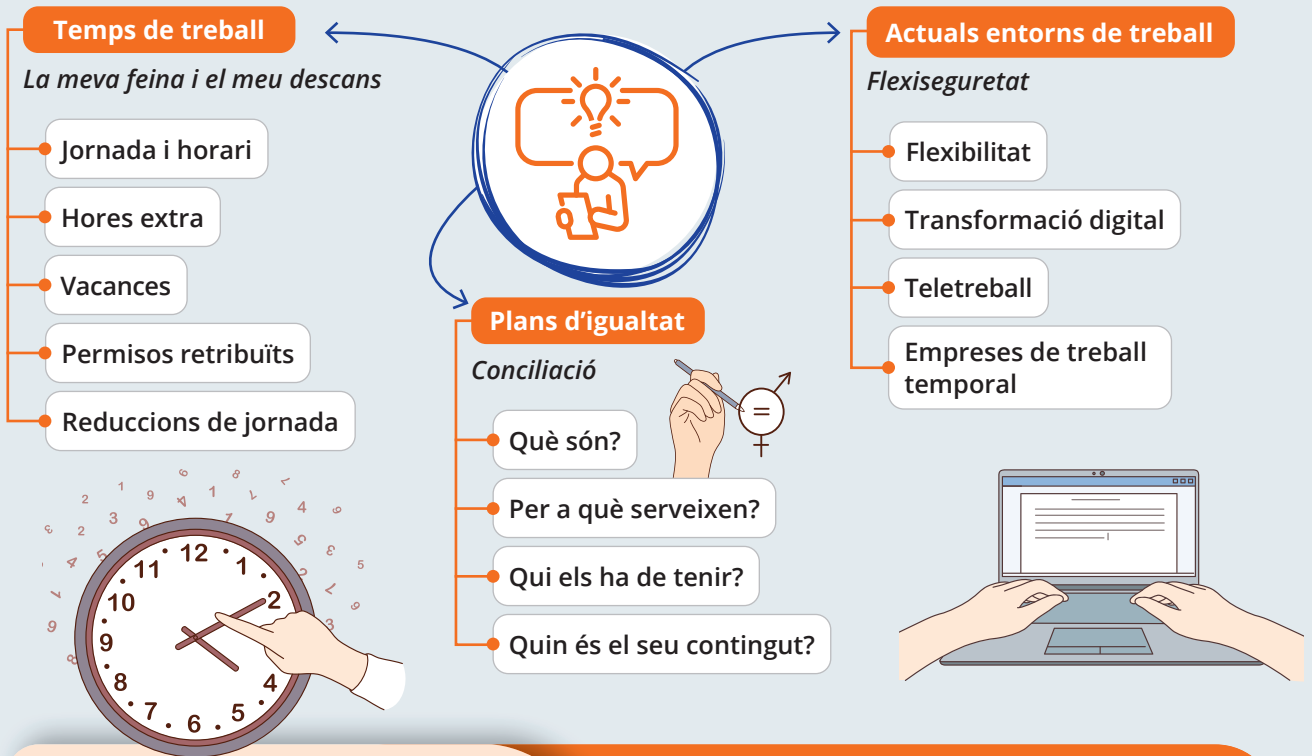 Temps de treball
La meva feina i el meu descans
Jornada i horari
Hores extra
Vacances
Permisos retribuïts
Reduccions de jornada
Plans d’igualtat
Conciliació
Què són?
Per a què serveixen?
Qui els ha de tenir?
Quin és el seu contingut?
Actuals entorns de treball
Flexiseguretat
Flexibilitat
Transformació digital
Teletreball
Empreses de treball
temporal
12
1
2
4
5
6
7
8
9
10
11